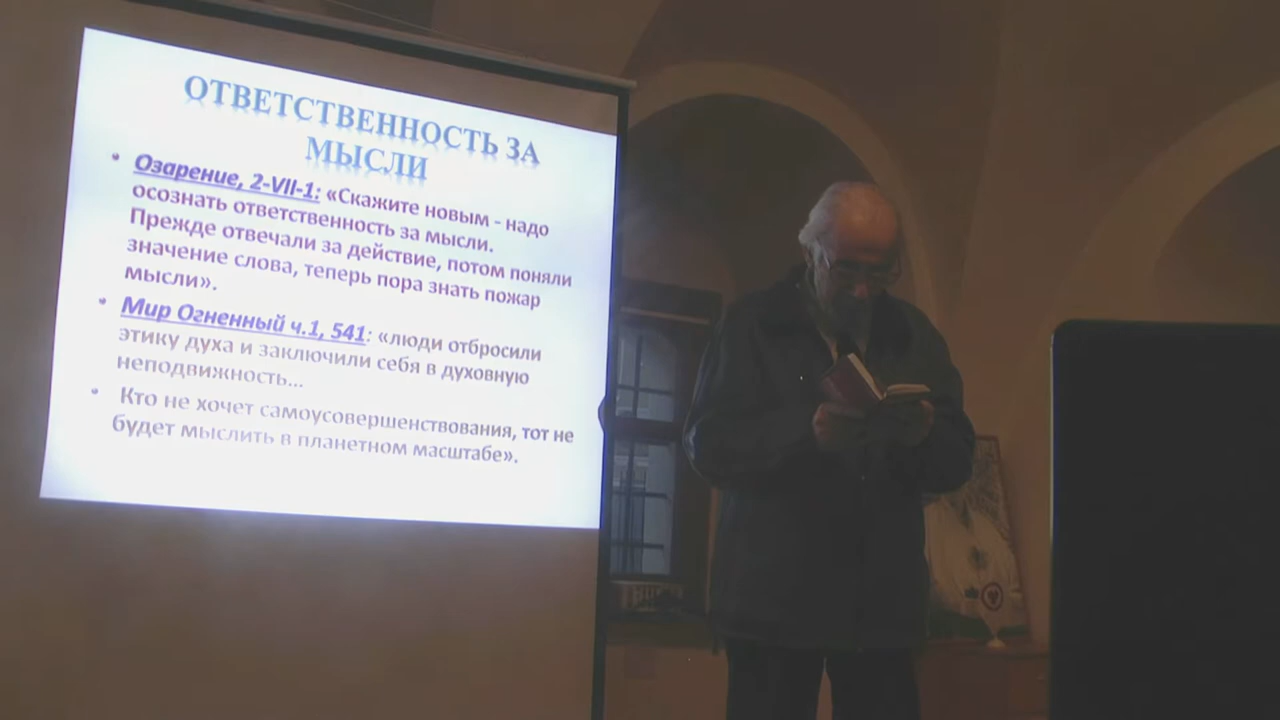 ОТВЕТСТВЕННОСТЬ ЗА
МЫСЛИ
• Озарение, 2-VII-1: «Скажите новым - надо
осознать ответственность за мысли.
Прежде отвечали за действие, потом поняли
значение слова, теперь пора знать пожар
мысли».
• Мир Огненный ч.1, 541: «люди отбросили
этику духа и заключили себя в духовную
неподвижность...
• Кто не хочет самоусовершенствования, тот не
будет мыслить в планетном масштабе».